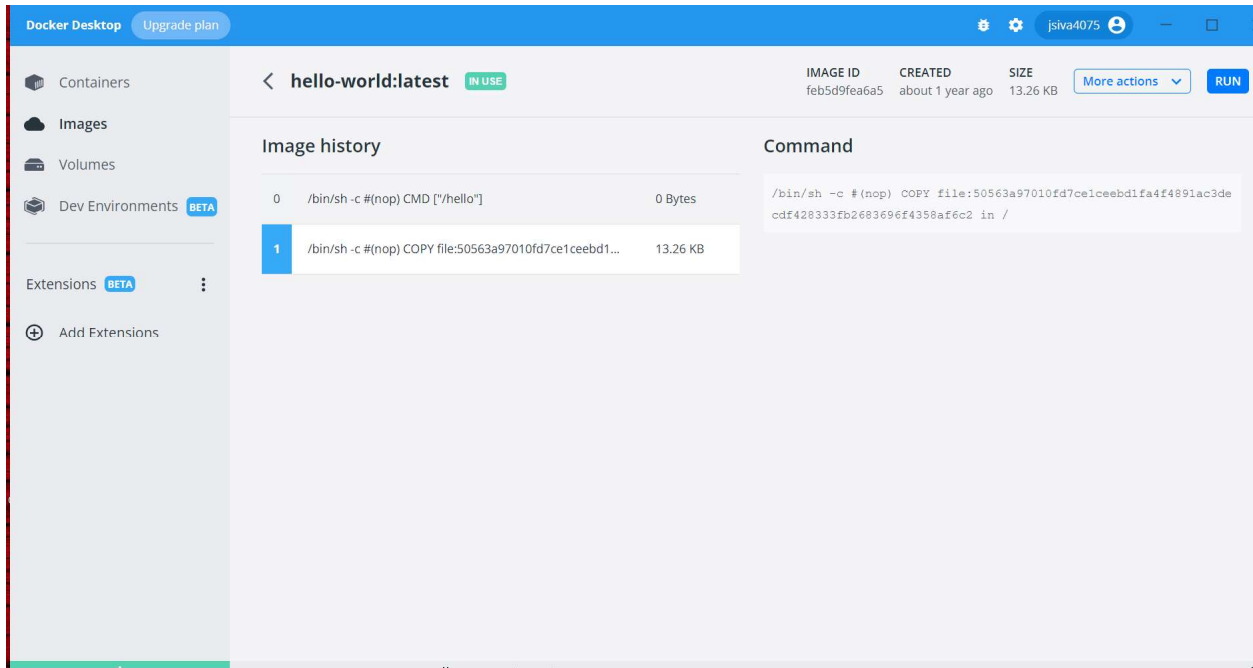 Docker Desktop Upgrade plan jsiva4075
Containers
Images
Volumes
Dev Environments BETA
Extensions BETA
Add Extensions
hello-world:latest IN USE
IMAGE ID CREATED SIZE
feb5d9fea6a5 about 1 year ago 13.26 KB
More actions RUN
Image history
0 /bin/sh -c #(nop) CMD ["/hello"] 0 Bytes
1 /bin/sh -c #(nop) COPY file:50563a97010fd7ce1ceebd1... 13.26 KB
Command
/bin/sh -c #(nop) COPY file:50563a97010fd7ce1ceebd1fa4f4891ac3de
cdf428333fb2683696f4358af6c2 in /